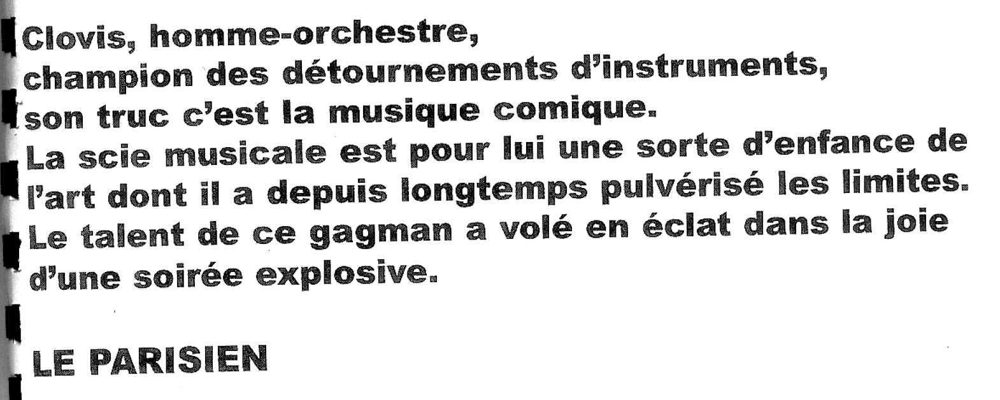 Clovis, homme-orchestre,
champion des détournements d'instruments,
son truc c'est la musique comique.
La scie musicale est pour lui une sorte d'enfance de
l'art dont il a depuis longtemps pulvérisé les limites.
Le talent de ce gagman a volé en éclat dans la joie
d'une soirée explosive.
LE PARISIEN